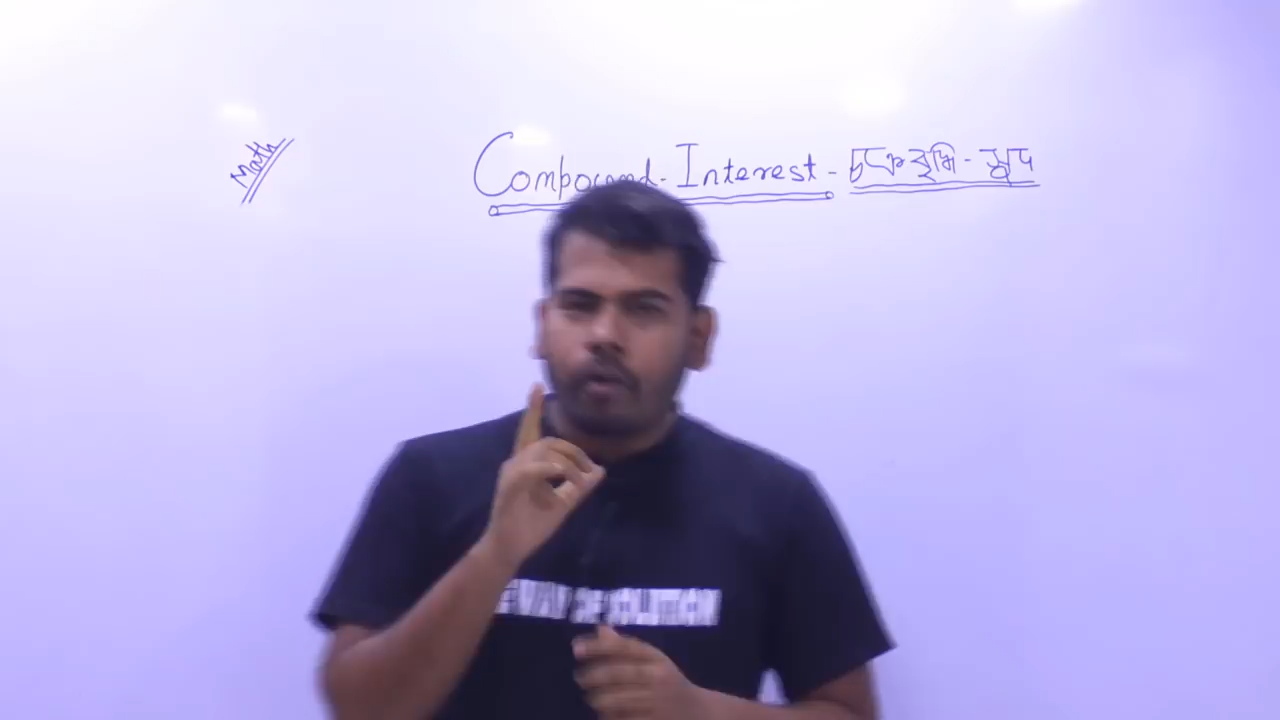 Math
Compound - Interest - চক্রবৃদ্ধি - সুদ